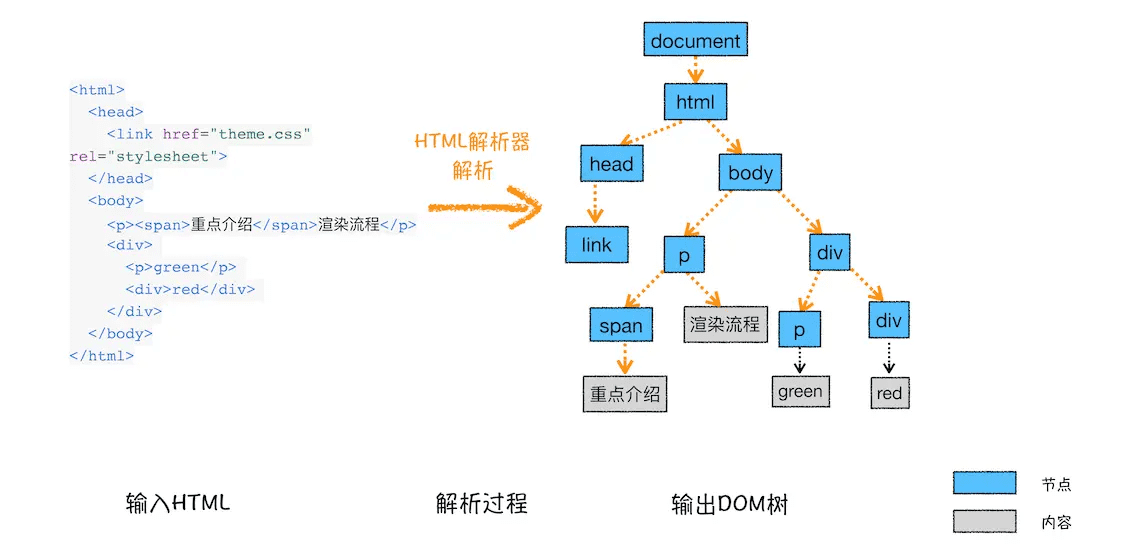 <html>
<head>
<link href="theme.css"
rel="stylesheet">
</head>
<body>
<p><span>重点介绍</span>渲染流程</p>
<div>
<p>green</p>
<div>red</div>
</div>
</body>
</html>
HTML解析器
解析
document
html
head
body
link
p
div
span
渲染流程
p
div
重点介绍
green
red
输入HTML
解析过程
输出DOM树
节点
内容